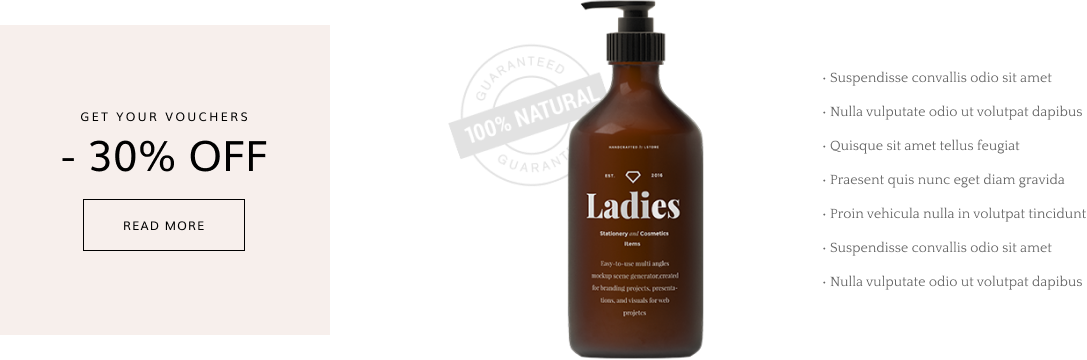 GET YOUR VOUCHERS
- 30% OFF
READ MORE
GUARANTEED
100% NATURAL
HANDCRAFTED
EST. 2016
Ladies
Stationery and Cosmetics
Items
Easy-to-use multi angles
mockup scene generator,created
for branding projects, presenta-
tions, and visuals for web
projetcs
· Suspendisse convallis odio sit amet
· Nulla vulputate odio ut volutpat dapibus
· Quisque sit amet tellus feugiat
· Praesent quis nunc eget diam gravida
· Proin vehicula nulla in volutpat tincidunt
· Suspendisse convallis odio sit amet
· Nulla vulputate odio ut volutpat dapibus